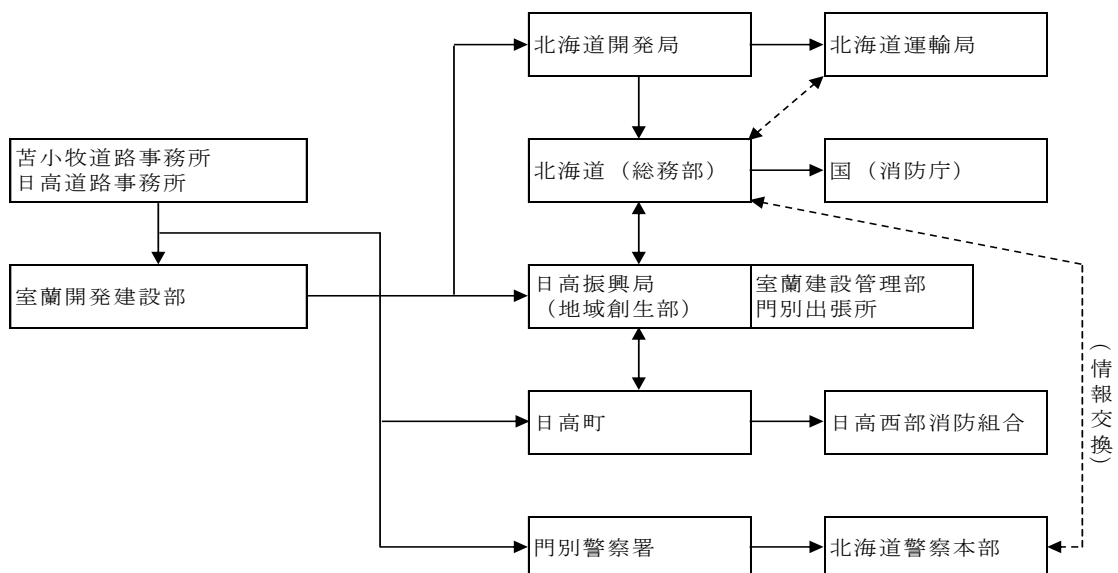 北海道開発局
北海道運輸局
苫小牧道路事務所
日高道路事務所
北海道（総務部）
国（消防庁）
室蘭開発建設部
日高振興局
（地域創生部）
室蘭建設管理部
門別出張所
（情報交換）
日高町
日高西部消防組合
門別警察署
北海道警察本部